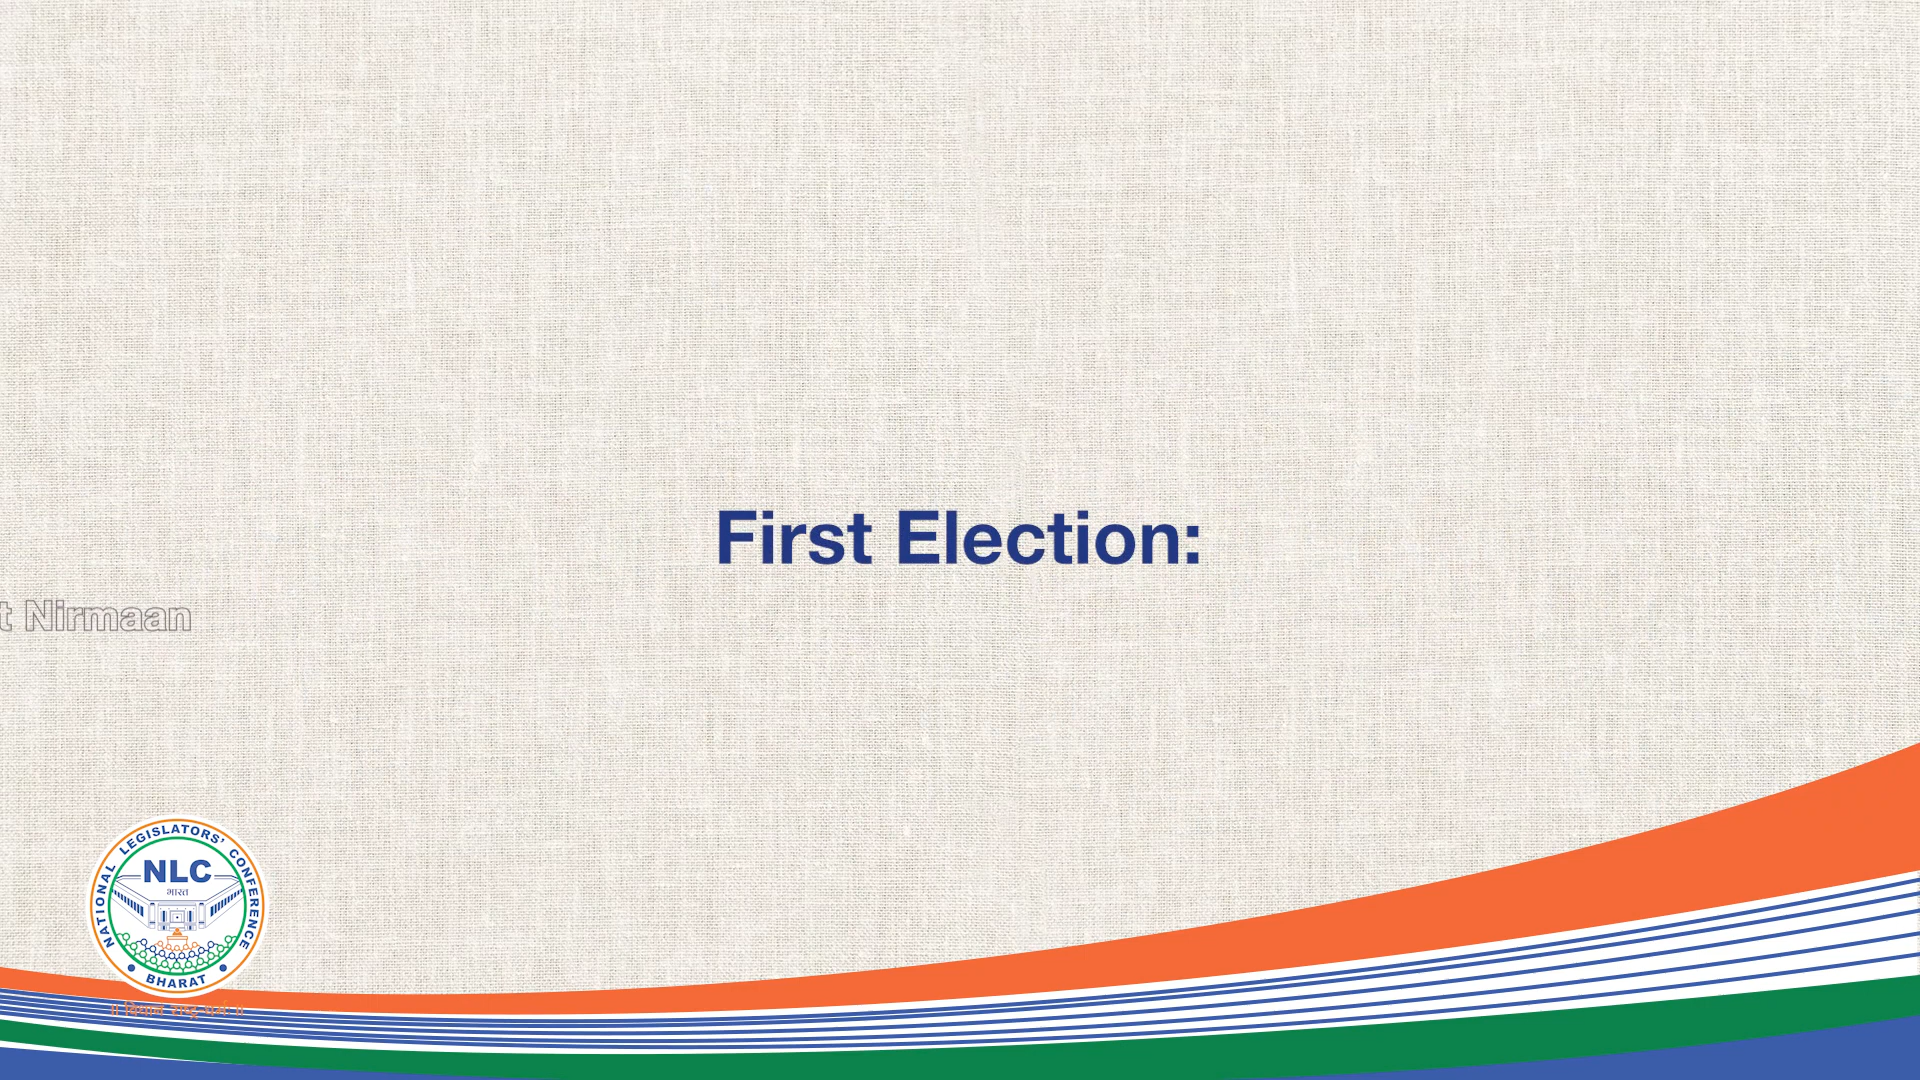 First Election:
t Nirmaan
NATIONAL LEGISLATORS' CONFERENCE
NLC
भारत
BHARAT